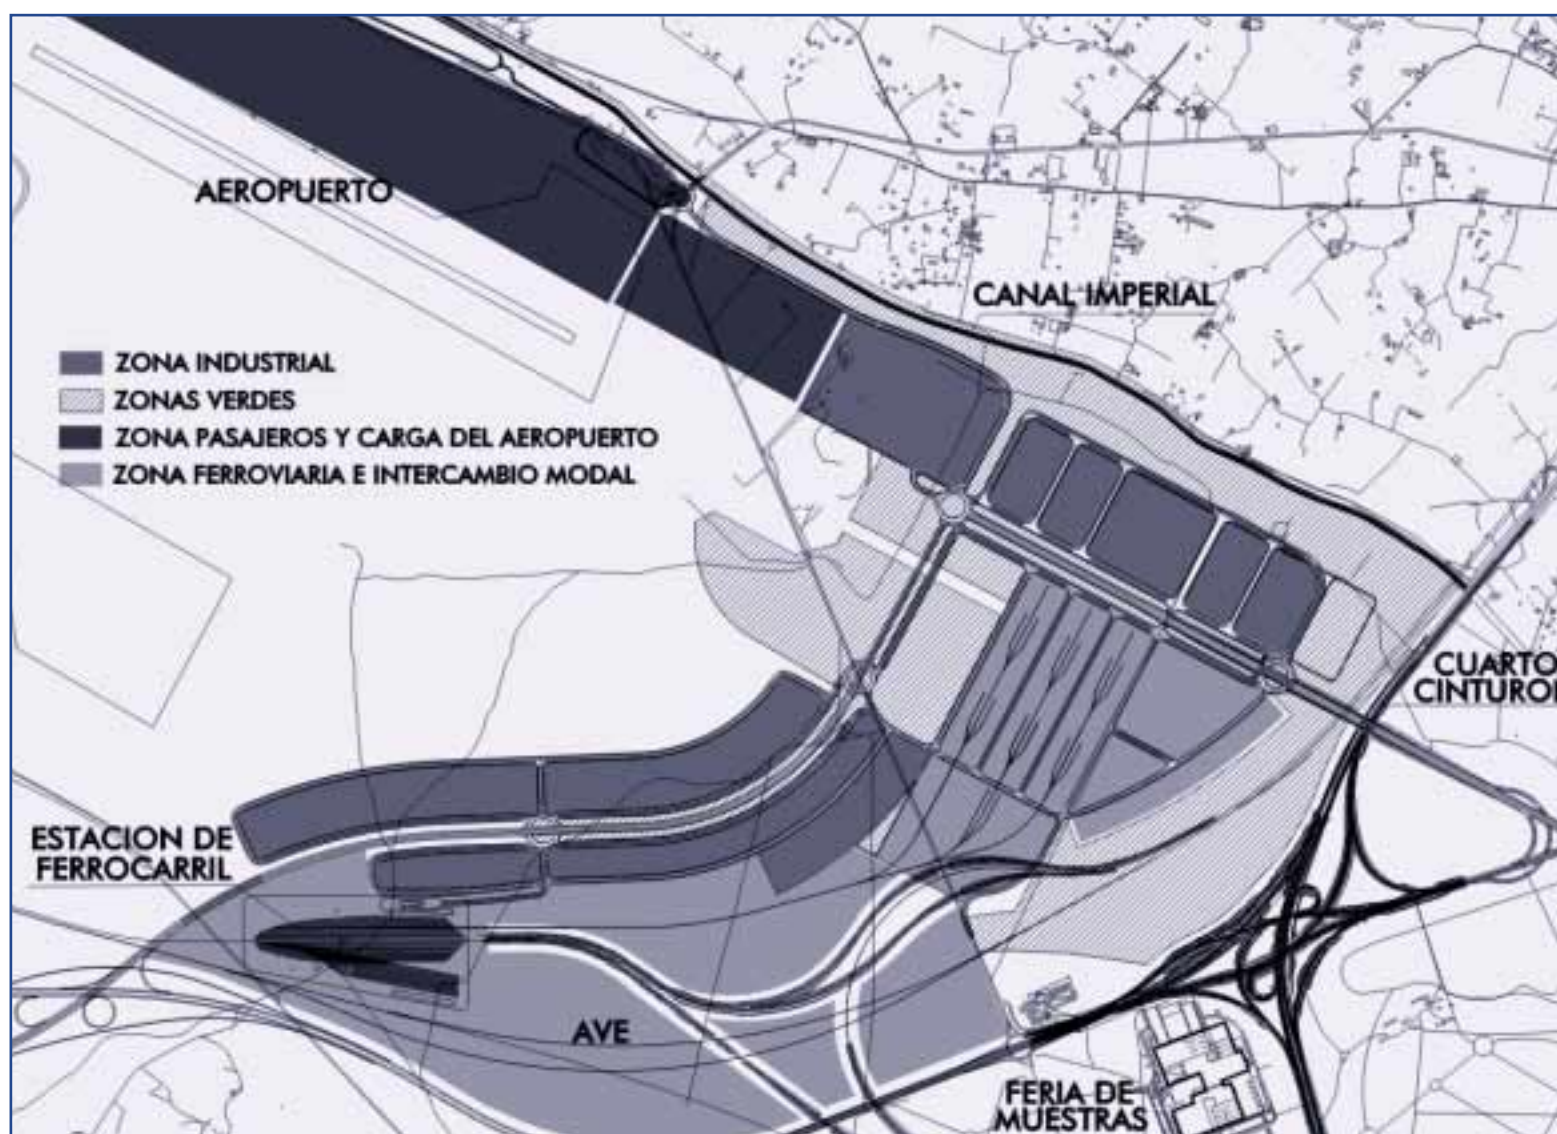 AEROPUERTO
CANAL IMPERIAL
ZONA INDUSTRIAL
ZONAS VERDES
ZONA PASAJEROS Y CARGA DEL AEROPUERTO
ZONA FERROVIARIA E INTERCAMBIO MODAL
CUARTO
CINTURO
ESTACION DE
FERROCARRIL
AVE
FERIA DE
MUESTRAS